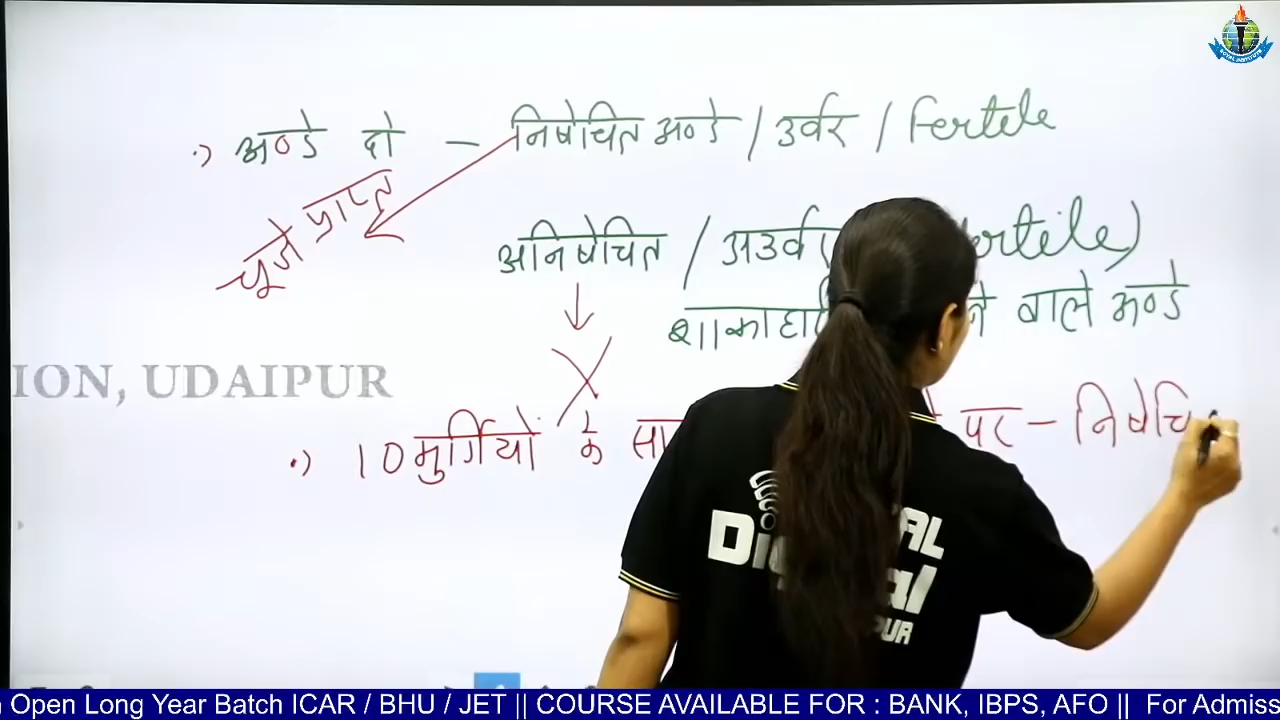 अण्डे दो - निषेचित अण्डे / उर्वर / Fertile
चूजे प्राप्त
अनिषेचित / अउर्वर
शाकाहा वाले अण्डे
ION, UDAIPUR
10 मुर्गियों के सा पर - निषेचि
Open Long Year Batch ICAR / BHU / JET || COURSE AVAILABLE FOR : BANK, IBPS, AFO || For Admiss